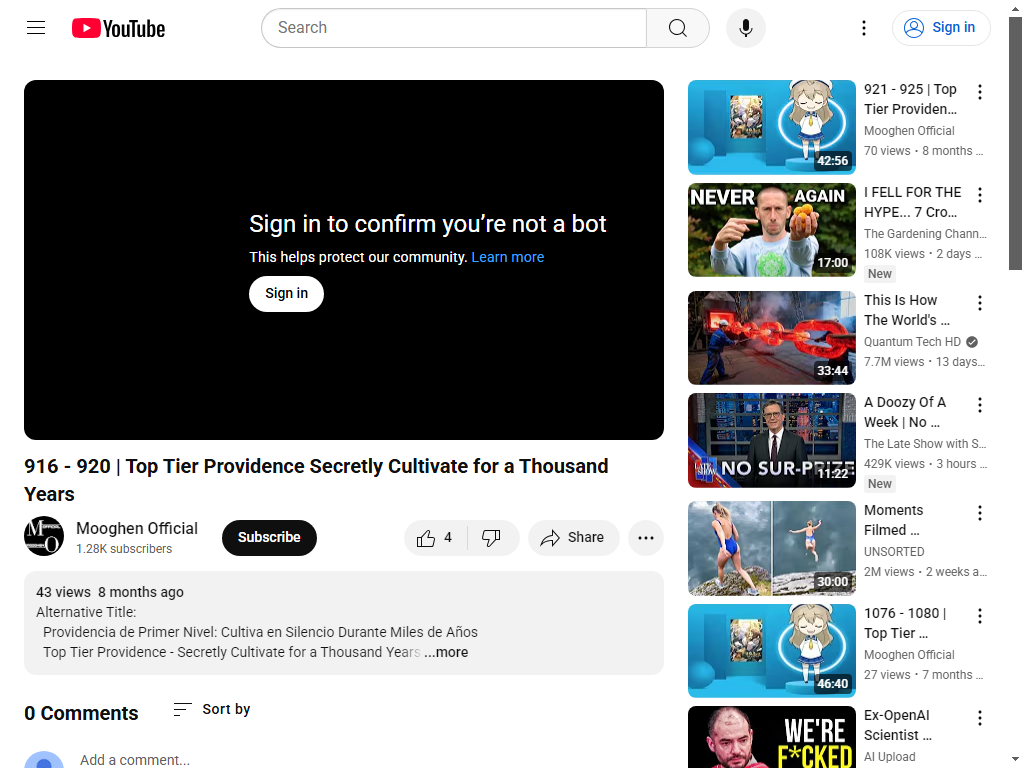 YouTube
Search
Sign in
Sign in to confirm you’re not a bot
This helps protect our community. Learn more
Sign in
916 - 920 | Top Tier Providence Secretly Cultivate for a Thousand
Years
Mooghen Official
1.28K subscribers
Subscribe
4
Share
43 views 8 months ago
Alternative Title:
Providencia de Primer Nivel: Cultiva en Silencio Durante Miles de Años
Top Tier Providence - Secretly Cultivate for a Thousand Years ...more
0 Comments
Sort by
Add a comment...
42:56
921 - 925 | Top
Tier Providen...
Mooghen Official
70 views • 8 months ...
NEVER AGAIN
17:00
I FELL FOR THE
HYPE... 7 Cro...
The Gardening Chann...
108K views • 2 days ...
New
33:44
This Is How
The World's ...
Quantum Tech HD
7.7M views • 13 days...
NO SUR-PRIZE
11:22
A Doozy Of A
Week | No ...
The Late Show with S...
429K views • 3 hours ...
New
30:00
Moments
Filmed ...
UNSORTED
2M views • 2 weeks a...
46:40
1076 - 1080 |
Top Tier ...
Mooghen Official
27 views • 7 months ...
WE'RE
F*CKED
Ex-OpenAI
Scientist ...
AI Upload